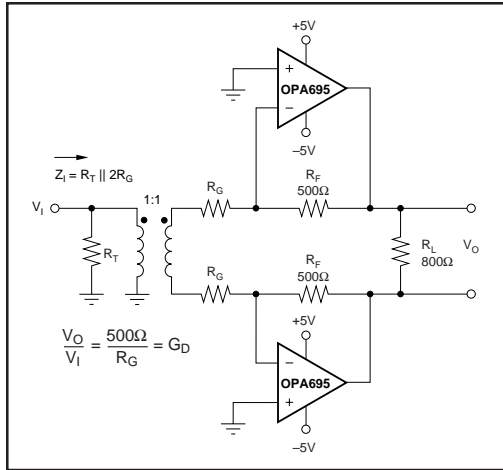 +5V
+
OPA695
−
−5V
Z_I = R_T || 2R_G
1:1
R_G
R_F
500Ω
V_I
R_T
R_L
800Ω
V_O
R_G
R_F
500Ω
V_O/V_I = 500Ω/R_G = G_D
+5V
−
OPA695
+
−5V